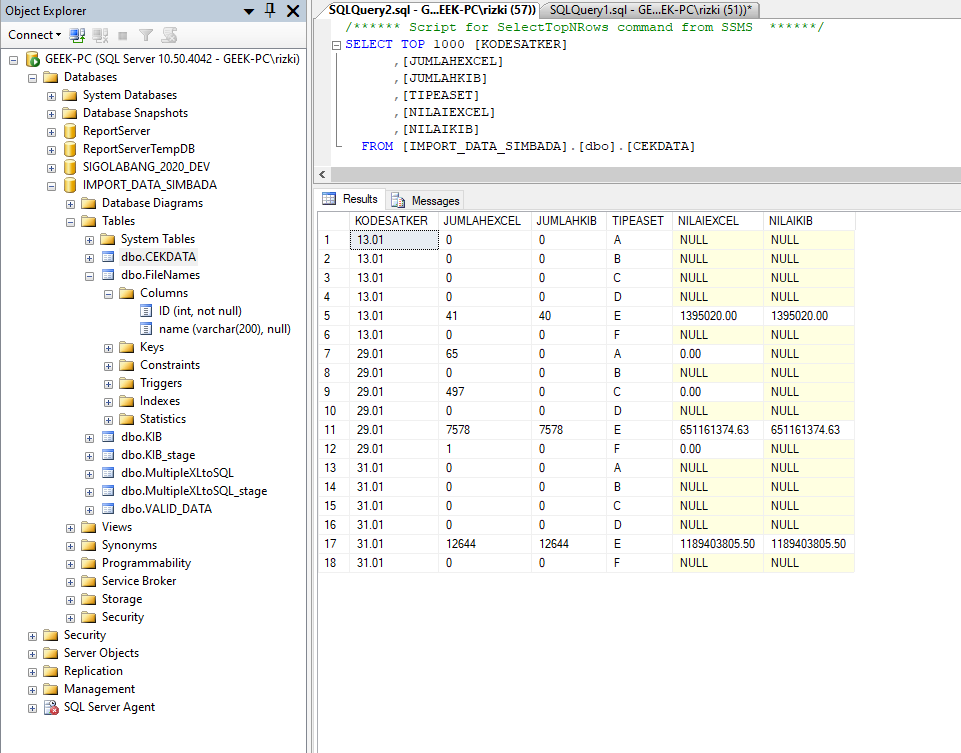 Object Explorer
Connect
GEEK-PC (SQL Server 10.50.4042 - GEEK-PC\rizki)
Databases
System Databases
Database Snapshots
ReportServer
ReportServerTempDB
SIGOLABANG_2020_DEV
IMPORT_DATA_SIMBADA
Database Diagrams
Tables
System Tables
dbo.CEKDATA
dbo.FileNames
Columns
ID (int, not null)
name (varchar(200), null)
Keys
Constraints
Triggers
Indexes
Statistics
dbo.KIB
dbo.KIB_stage
dbo.MultipleXLtoSQL
dbo.MultipleXLtoSQL_stage
dbo.VALID_DATA
Views
Synonyms
Programmability
Service Broker
Storage
Security
Security
Server Objects
Replication
Management
SQL Server Agent
SQLQuery2.sql - G...EEK-PC\rizki (57)) SQLQuery1.sql - GE...EK-PC\rizki (51))*
/****** Script for SelectTopNRows command from SSMS ******/
SELECT TOP 1000 [KODESATKER]
,[JUMLAHEXCEL]
,[JUMLAHKIB]
,[TIPEASET]
,[NILAIEXCEL]
,[NILAIKIB]
FROM [IMPORT_DATA_SIMBADA].[dbo].[CEKDATA]
Results Messages
KODESATKER JUMLAHEXCEL JUMLAHKIB TIPEASET NILAIEXCEL NILAIKIB
1 13.01 0 0 A NULL NULL
2 13.01 0 0 B NULL NULL
3 13.01 0 0 C NULL NULL
4 13.01 0 0 D NULL NULL
5 13.01 41 40 E 1395020.00 1395020.00
6 13.01 0 0 F NULL NULL
7 29.01 65 0 A 0.00 NULL
8 29.01 0 0 B NULL NULL
9 29.01 497 0 C 0.00 NULL
10 29.01 0 0 D NULL NULL
11 29.01 7578 7578 E 651161374.63 651161374.63
12 29.01 1 0 F 0.00 NULL
13 31.01 0 0 A NULL NULL
14 31.01 0 0 B NULL NULL
15 31.01 0 0 C NULL NULL
16 31.01 0 0 D NULL NULL
17 31.01 12644 12644 E 1189403805.50 1189403805.50
18 31.01 0 0 F NULL NULL